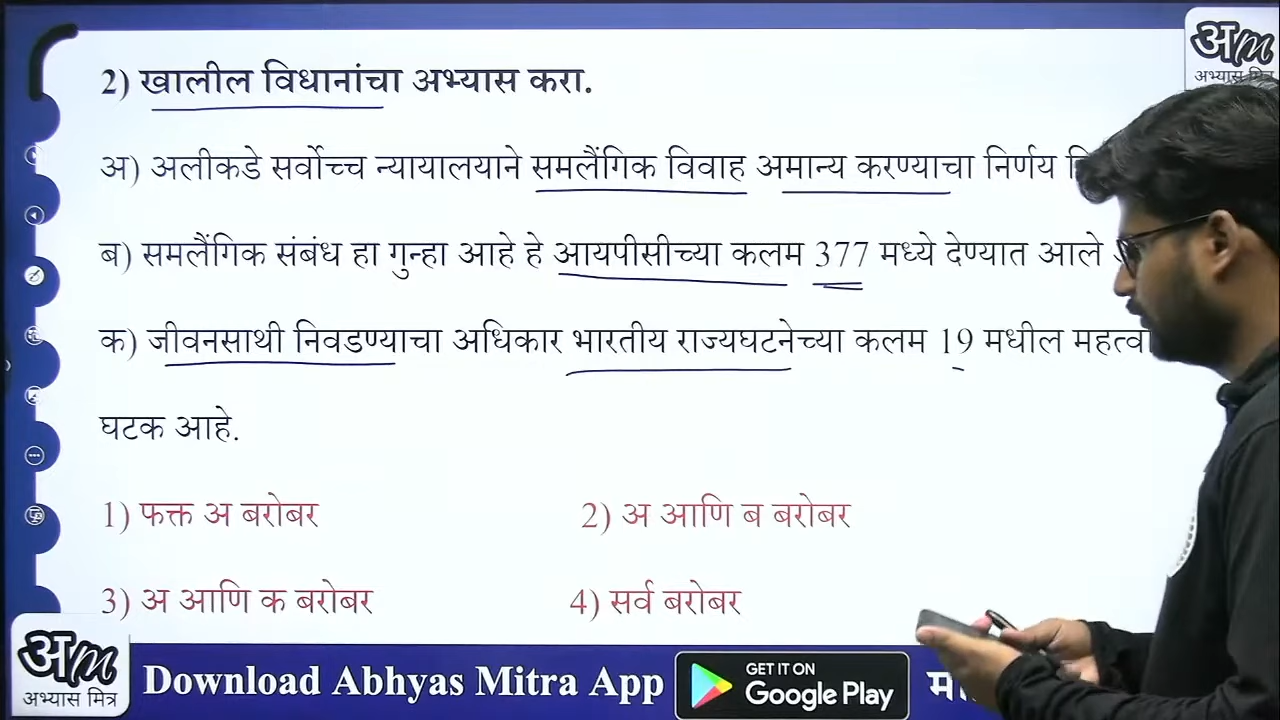 अm
अभ्यास मित्र
2) खालील विधानांचा अभ्यास करा.
अ) अलीकडे सर्वोच्च न्यायालयाने समलैंगिक विवाह अमान्य करण्याचा निर्णय
ब) समलैंगिक संबंध हा गुन्हा आहे हे आयपीसीच्या कलम 377 मध्ये देण्यात आले
क) जीवनसाथी निवडण्याचा अधिकार भारतीय राज्यघटनेच्या कलम 19 मधील
घटक आहे.
1) फक्त अ बरोबर 2) अ आणि ब बरोबर
3) अ आणि क बरोबर 4) सर्व बरोबर
अm
अभ्यास मित्र
Download Abhyas Mitra App GET IT ON
Google Play